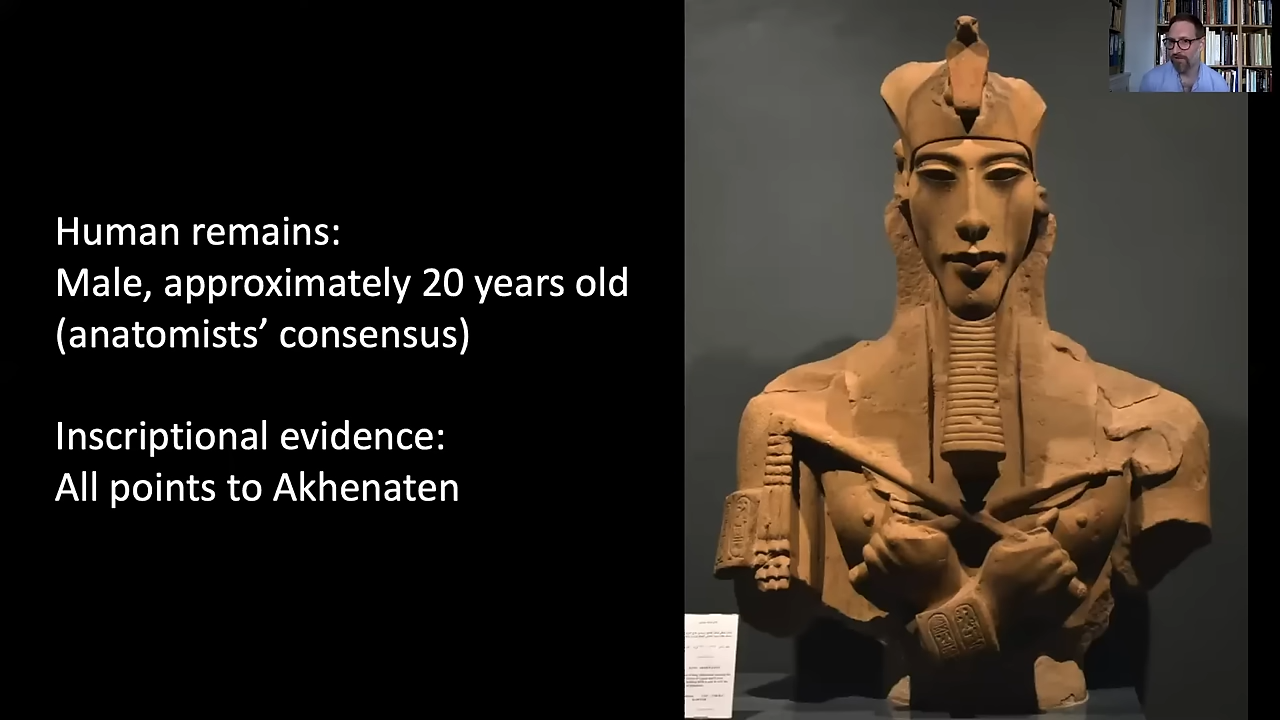 Human remains:
Male, approximately 20 years old
(anatomists’ consensus)
Inscriptional evidence:
All points to Akhenaten